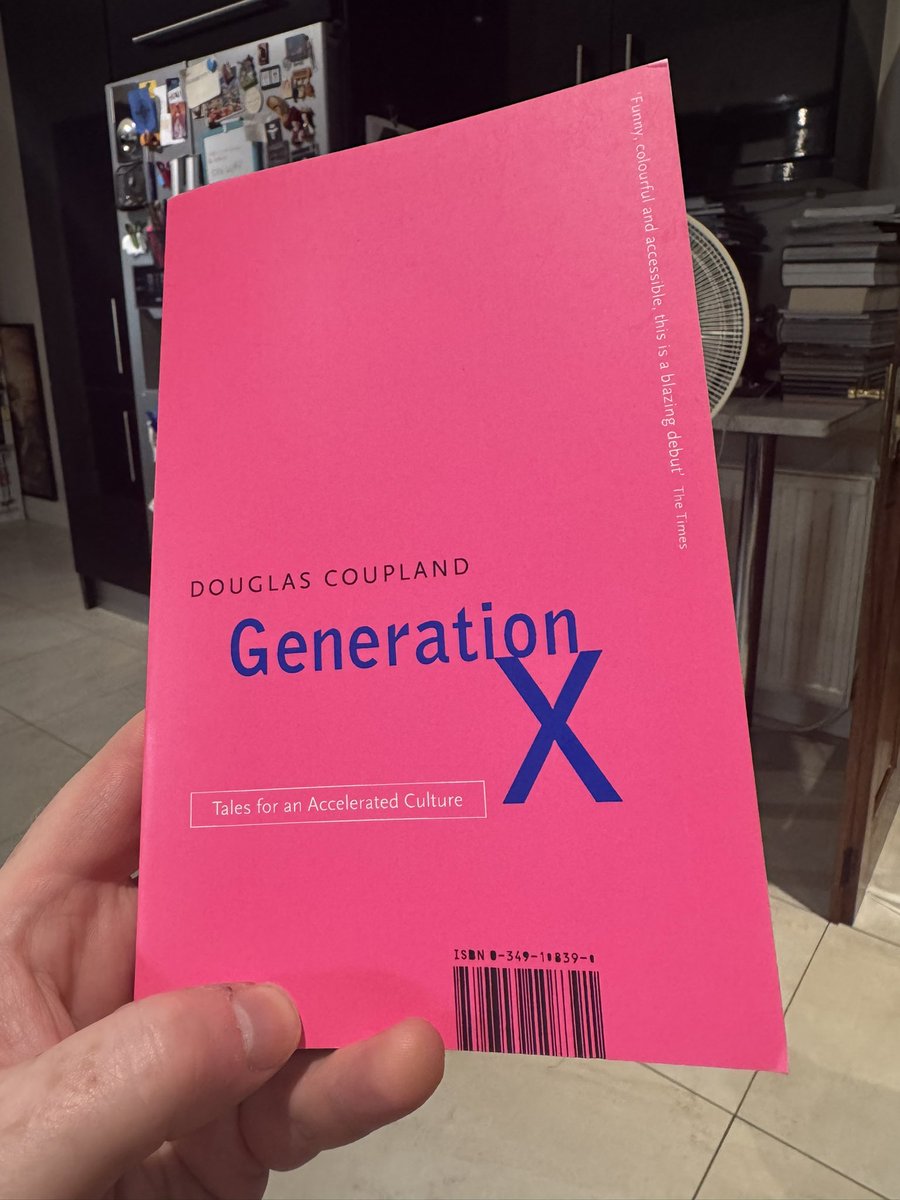 'Funny, colourful and accessible, this is a blazing debut' The Times
DOUGLAS COUPLAND
Generation
X
Tales for an Accelerated Culture
ISBN 0-349-10839-0